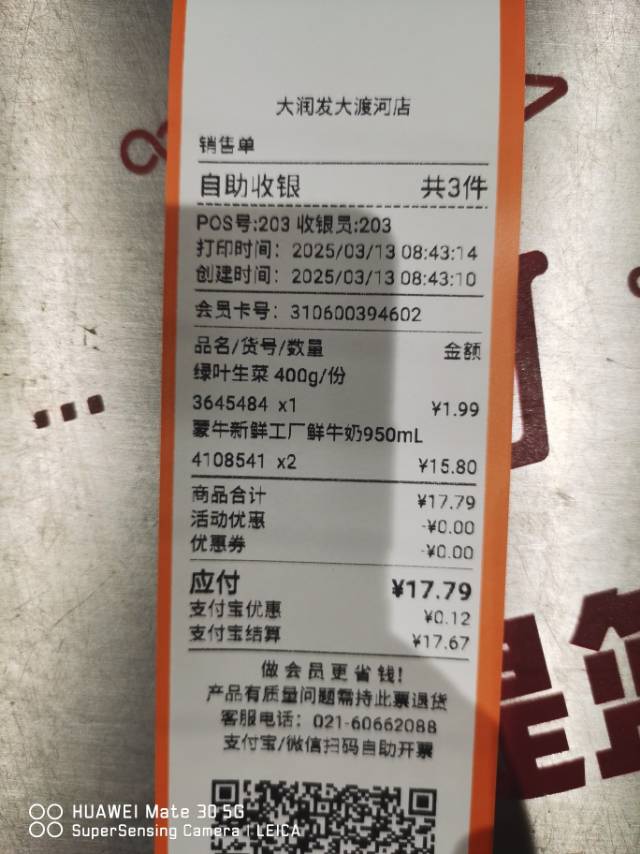 大润发大渡河店
销售单
自助收银 共3件
POS号:203 收银员:203
打印时间: 2025/03/13 08:43:14
创建时间: 2025/03/13 08:43:10
会员卡号: 310600394602
品名/货号/数量 金额
绿叶生菜 400g/份
3645484 x1 ¥1.99
蒙牛新鲜工厂鲜牛奶950mL
4108541 x2 ¥15.80
商品合计 ¥17.79
活动优惠 -¥0.00
优惠券 -¥0.00
应付 ¥17.79
支付宝优惠 ¥0.12
支付宝结算 ¥17.67
做会员更省钱!
产品有质量问题需持此票退货
客服电话: 021-60662088
支付宝/微信扫码自助开票
HUAWEI Mate 30 5G
SuperSensing Camera | LEICA